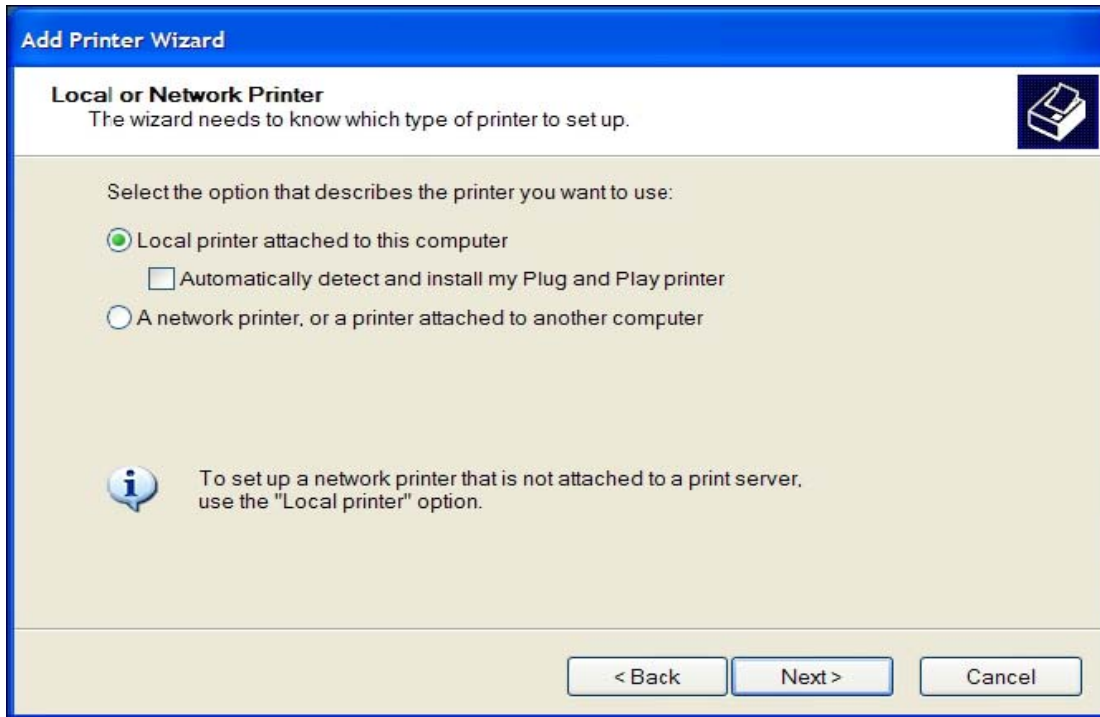 Add Printer Wizard
Local or Network Printer
The wizard needs to know which type of printer to set up.
Select the option that describes the printer you want to use:
Local printer attached to this computer
Automatically detect and install my Plug and Play printer
A network printer, or a printer attached to another computer
To set up a network printer that is not attached to a print server,
use the "Local printer" option.
< Back Next > Cancel